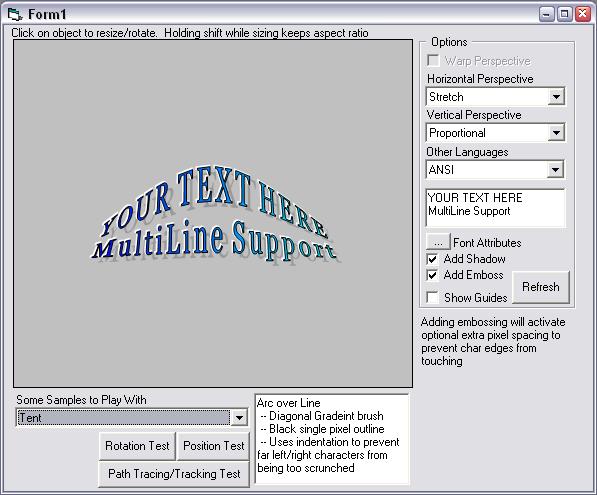 Form1
Click on object to resize/rotate. Holding shift while sizing keeps aspect ratio
YOUR TEXT HERE
MultiLine Support
Options
Warp Perspective
Horizontal Perspective
Stretch
Vertical Perspective
Proportional
Other Languages
ANSI
YOUR TEXT HERE
MultiLine Support
... Font Attributes
Add Shadow
Add Emboss
Show Guides
Refresh
Adding embossing will activate
optional extra pixel spacing to
prevent char edges from
touching
Some Samples to Play With
Tent
Rotation Test
Position Test
Path Tracing/Tracking Test
Arc over Line
-- Diagonal Gradeint brush
-- Black single pixel outline
-- Uses indentation to prevent
far left/right characters from
being too scrunched